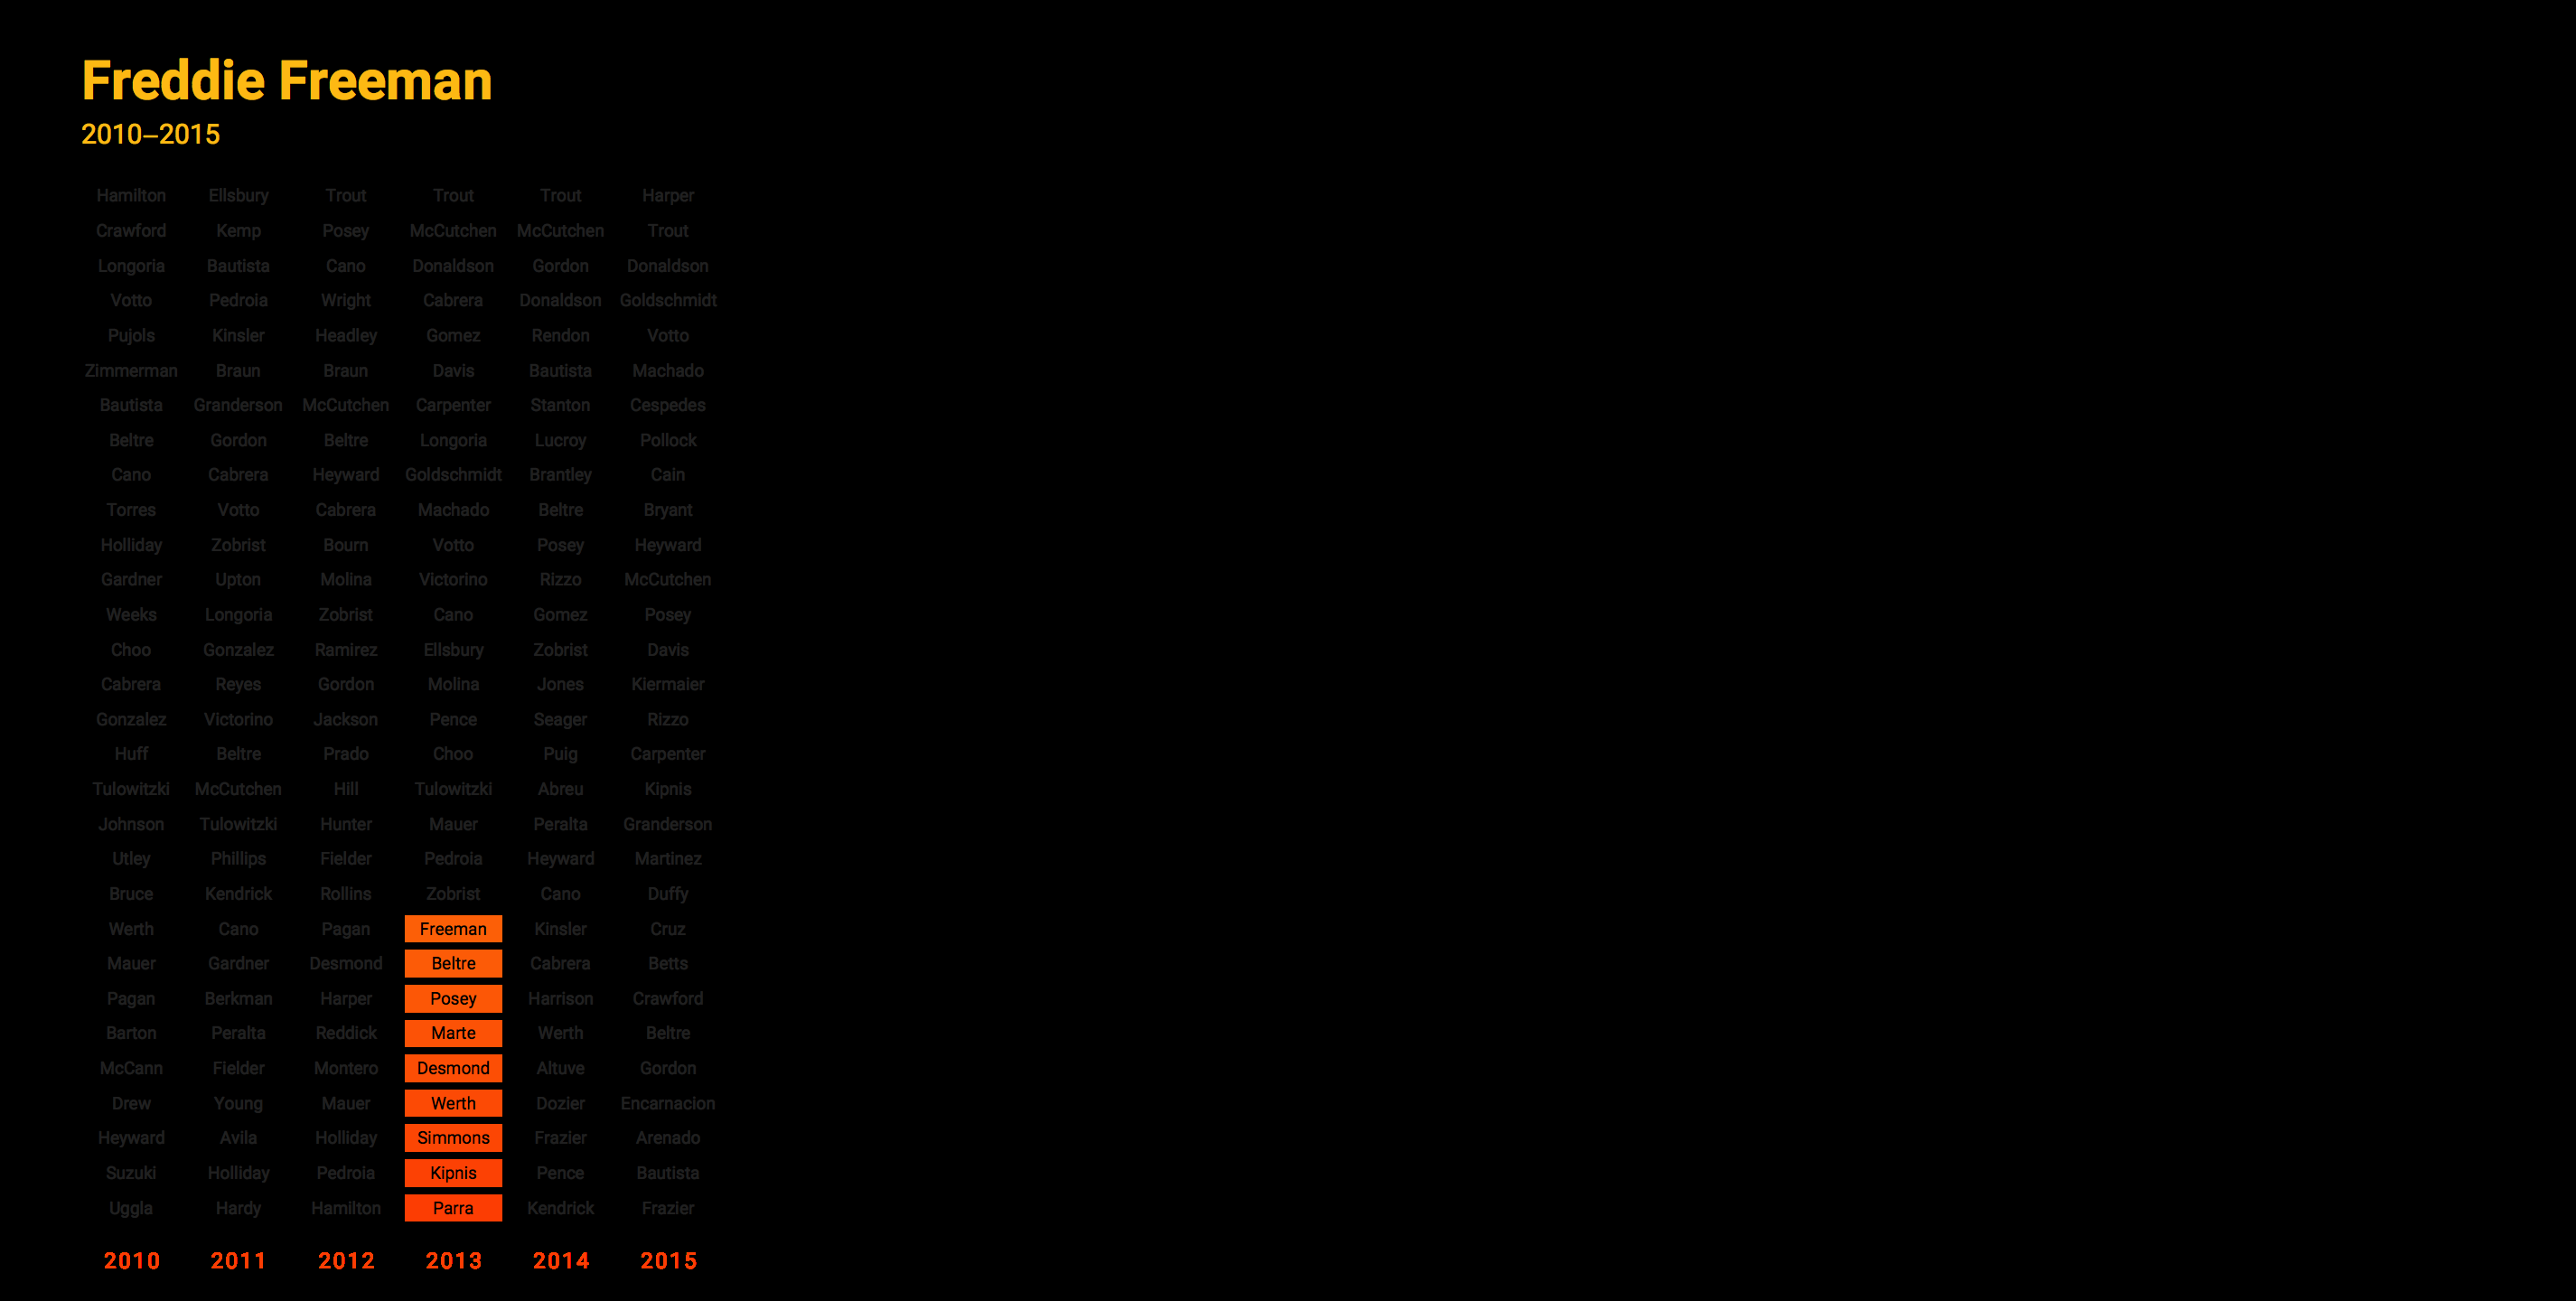 Freddie Freeman
2010–2015
Hamilton Ellsbury Trout Trout Trout Harper
Crawford Kemp Posey McCutchen McCutchen Trout
Longoria Bautista Cano Donaldson Gordon Donaldson
Votto Pedroia Wright Cabrera Donaldson Goldschmidt
Pujols Kinsler Headley Gomez Rendon Votto
Zimmerman Braun Braun Davis Bautista Machado
Bautista Granderson McCutchen Carpenter Stanton Cespedes
Beltre Gordon Beltre Longoria Lucroy Pollock
Cano Cabrera Heyward Goldschmidt Brantley Cain
Torres Votto Cabrera Machado Beltre Bryant
Holliday Zobrist Bourn Votto Posey Heyward
Gardner Upton Molina Victorino Rizzo McCutchen
Weeks Longoria Zobrist Cano Gomez Posey
Choo Gonzalez Ramirez Ellsbury Zobrist Davis
Cabrera Reyes Gordon Molina Jones Kiermaier
Gonzalez Victorino Jackson Pence Seager Rizzo
Huff Beltre Prado Choo Puig Carpenter
Tulowitzki McCutchen Hill Tulowitzki Abreu Kipnis
Johnson Tulowitzki Hunter Mauer Peralta Granderson
Utley Phillips Fielder Pedroia Heyward Martinez
Bruce Kendrick Rollins Zobrist Cano Duffy
Werth Cano Pagan Freeman Kinsler Cruz
Mauer Gardner Desmond Beltre Cabrera Betts
Pagan Berkman Harper Posey Harrison Crawford
Barton Peralta Reddick Marte Werth Beltre
McCann Fielder Montero Desmond Altuve Gordon
Drew Young Mauer Werth Dozier Encarnacion
Heyward Avila Holliday Simmons Frazier Arenado
Suzuki Holliday Pedroia Kipnis Pence Bautista
Uggla Hardy Hamilton Parra Kendrick Frazier
2010 2011 2012 2013 2014 2015